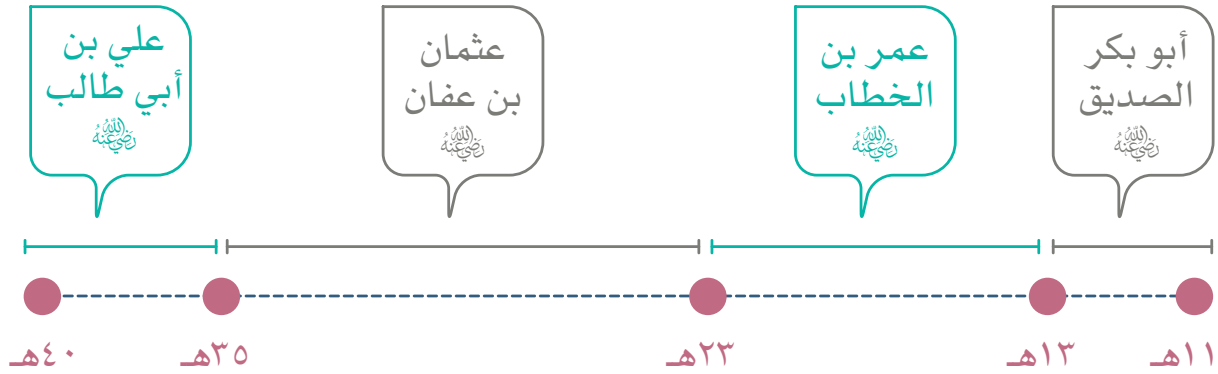 أبو بكر
الصديق
رضي الله عنه
عمر بن
الخطاب
رضي الله عنه
عثمان
بن عفان
رضي الله عنه
علي بن
أبي طالب
رضي الله عنه
١١هـ
١٣هـ
٢٣هـ
٣٥هـ
٤٠هـ